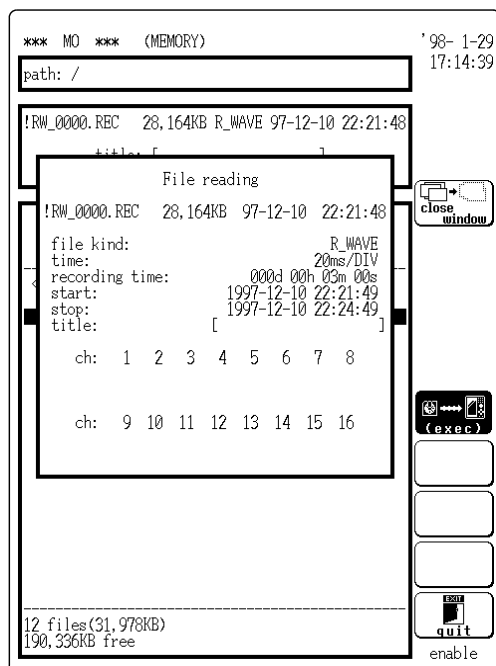 *** MO *** (MEMORY)
'98- 1-29
17:14:39
path: /
!RW_0000.REC 28,164KB R_WAVE 97-12-10 22:21:48
title: [ ]
File reading
!RW_0000.REC 28,164KB 97-12-10 22:21:48
file kind: R_WAVE
time: 20ms/DIV
recording time: 000d 00h 03m 00s
start: 1997-12-10 22:21:49
stop: 1997-12-10 22:24:49
title: [ ]
ch: 1 2 3 4 5 6 7 8
ch: 9 10 11 12 13 14 15 16
12 files(31,978KB)
190,336KB free
close
window
(exec)
EXIT
quit
enable